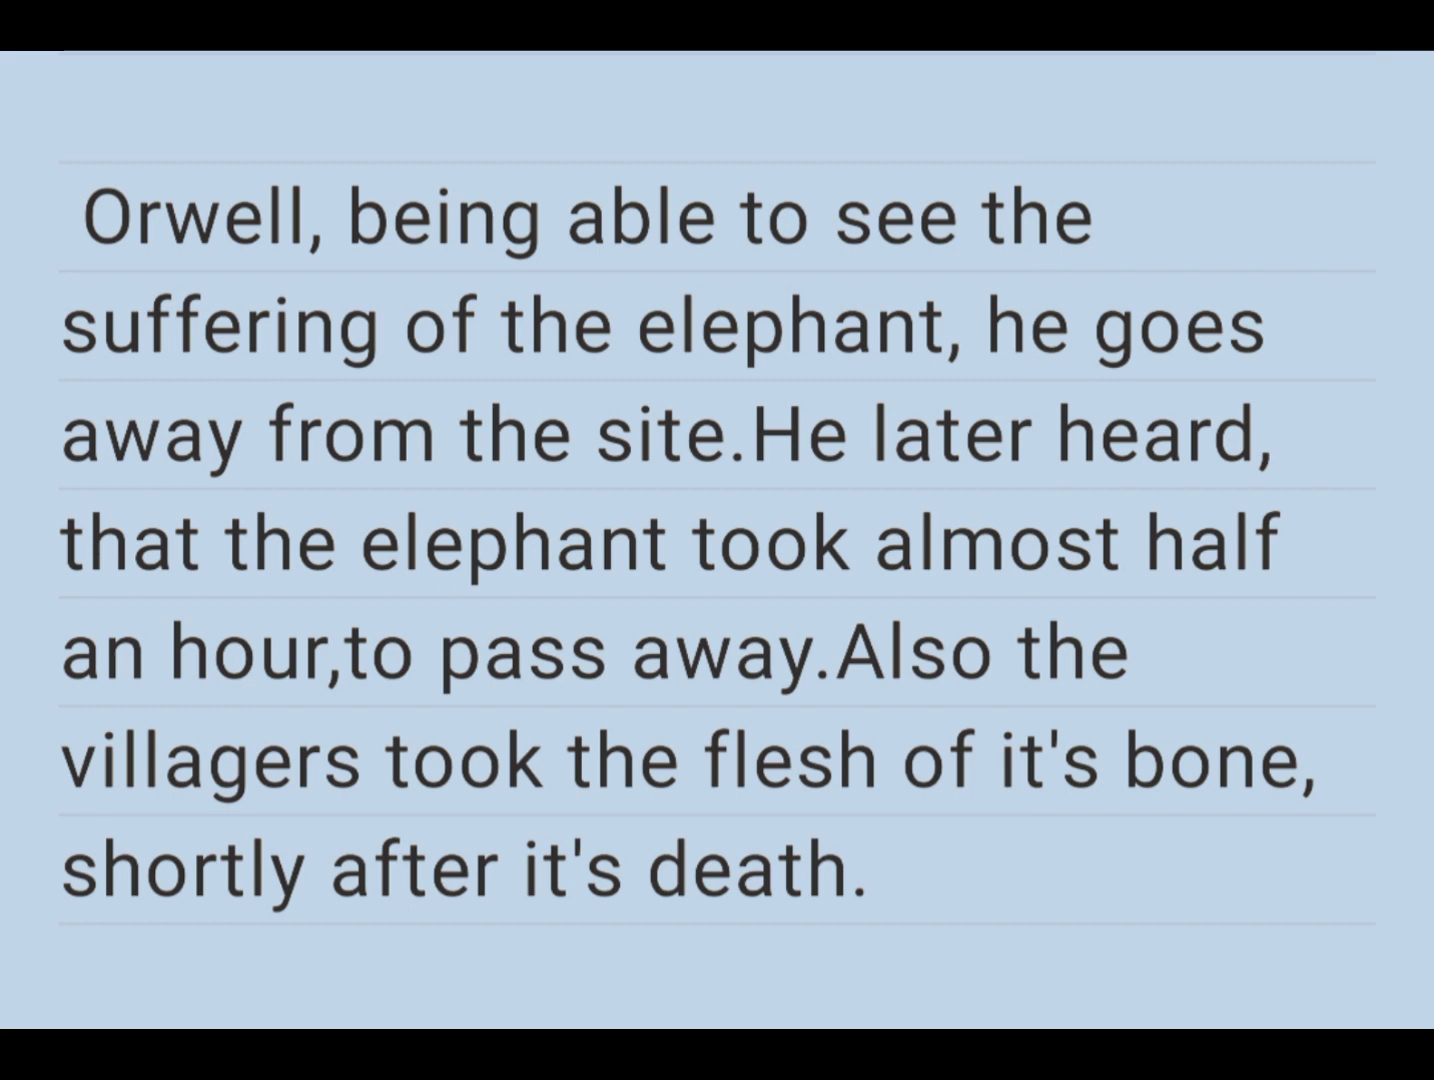 Orwell, being able to see the
suffering of the elephant, he goes
away from the site.He later heard,
that the elephant took almost half
an hour,to pass away.Also the
villagers took the flesh of it's bone,
shortly after it's death.